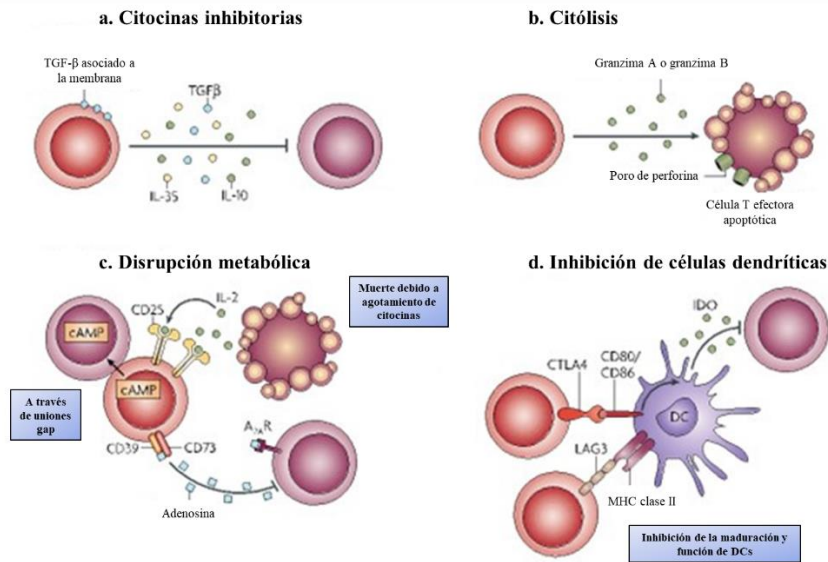 a. Citocinas inhibitorias
TGF-β asociado a
la membrana
TGFβ
IL-35
IL-10
b. Citólisis
Granzima A o granzima B
Poro de perforina
Célula T efectora
apoptótica
c. Disrupción metabólica
Muerte debido a
agotamiento de
citocinas
IL-2
CD25
cAMP
cAMP
A través
de uniones
gap
CD39
CD73
A2AR
Adenosina
d. Inhibición de células dendríticas
IDO
CTLA4
CD80/
CD86
DC
LAG3
MHC clase II
Inhibición de la maduración y
función de DCs